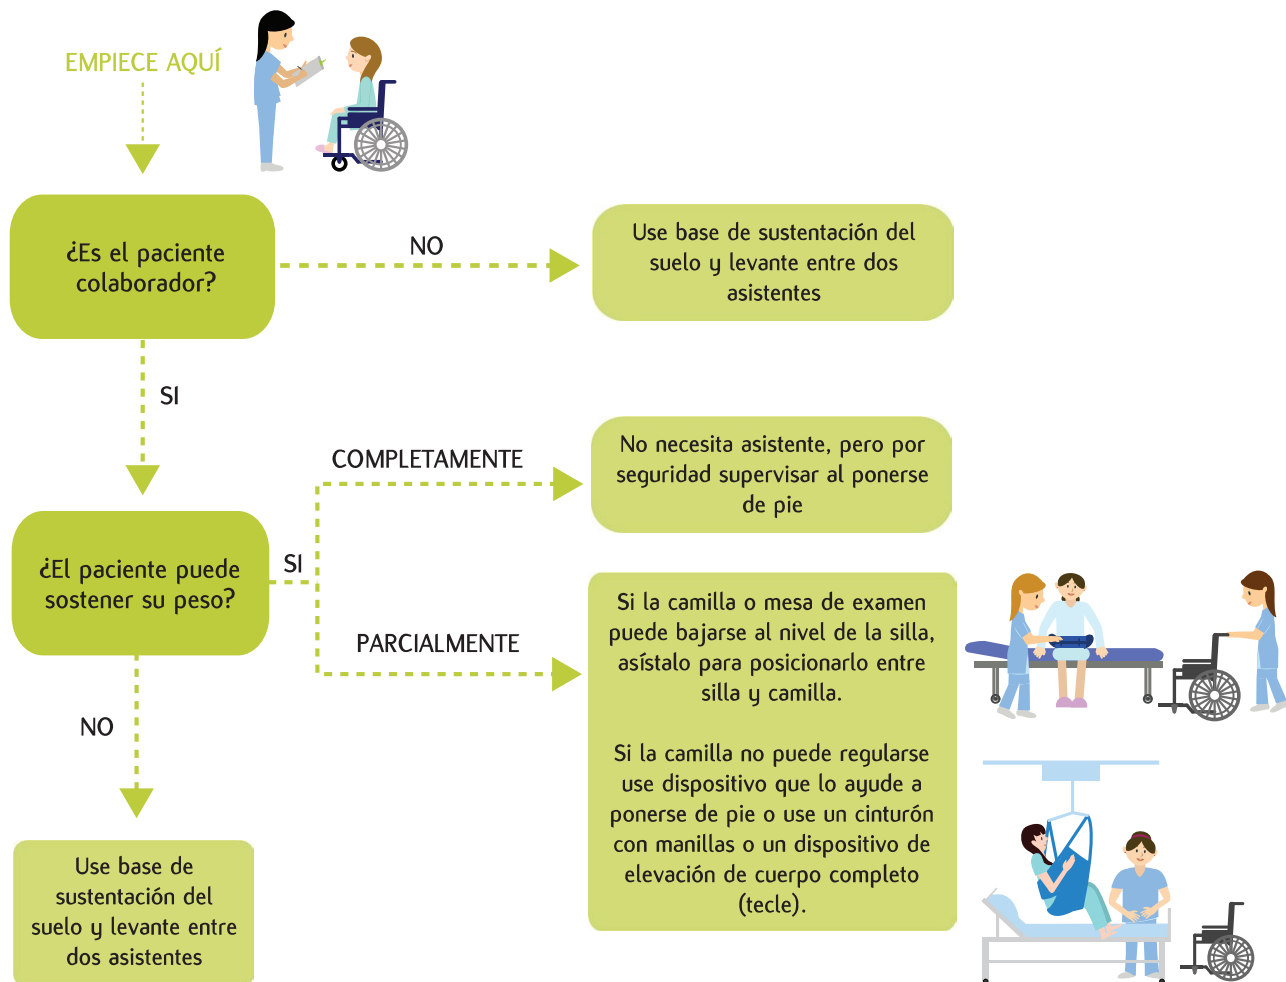 EMPIECE AQUÍ
¿Es el paciente
colaborador?
NO
Use base de sustentación del
suelo y levante entre dos
asistentes
SI
¿El paciente puede
sostener su peso?
SI
COMPLETAMENTE
No necesita asistente, pero por
seguridad supervisar al ponerse
de pie
PARCIALMENTE
Si la camilla o mesa de examen
puede bajarse al nivel de la silla,
asístalo para posicionarlo entre
silla y camilla.
Si la camilla no puede regularse
use dispositivo que lo ayude a
ponerse de pie o use un cinturón
con manillas o un dispositivo de
elevación de cuerpo completo
(tecle).
NO
Use base de
sustentación del
suelo y levante entre
dos asistentes